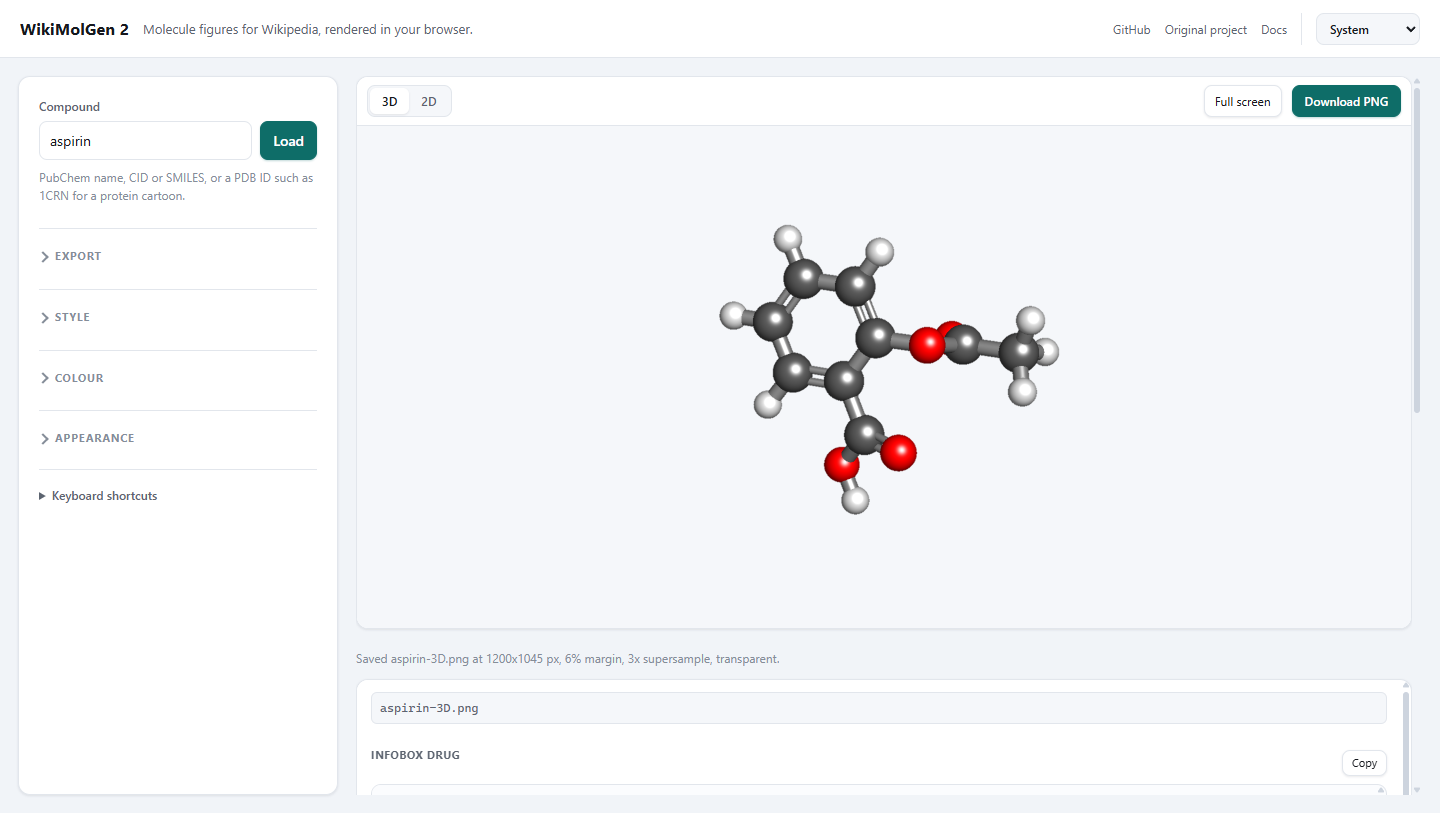 WikiMolGen 2
Molecule figures for Wikipedia, rendered in your browser.
GitHub
Original project
Docs
System
Compound
aspirin
Load
PubChem name, CID or SMILES, or a PDB ID such as
1CRN for a protein cartoon.
EXPORT
STYLE
COLOUR
APPEARANCE
Keyboard shortcuts
3D
2D
Full screen
Download PNG
Saved aspirin-3D.png at 1200x1045 px, 6% margin, 3x supersample, transparent.
aspirin-3D.png
INFOBOX DRUG
Copy